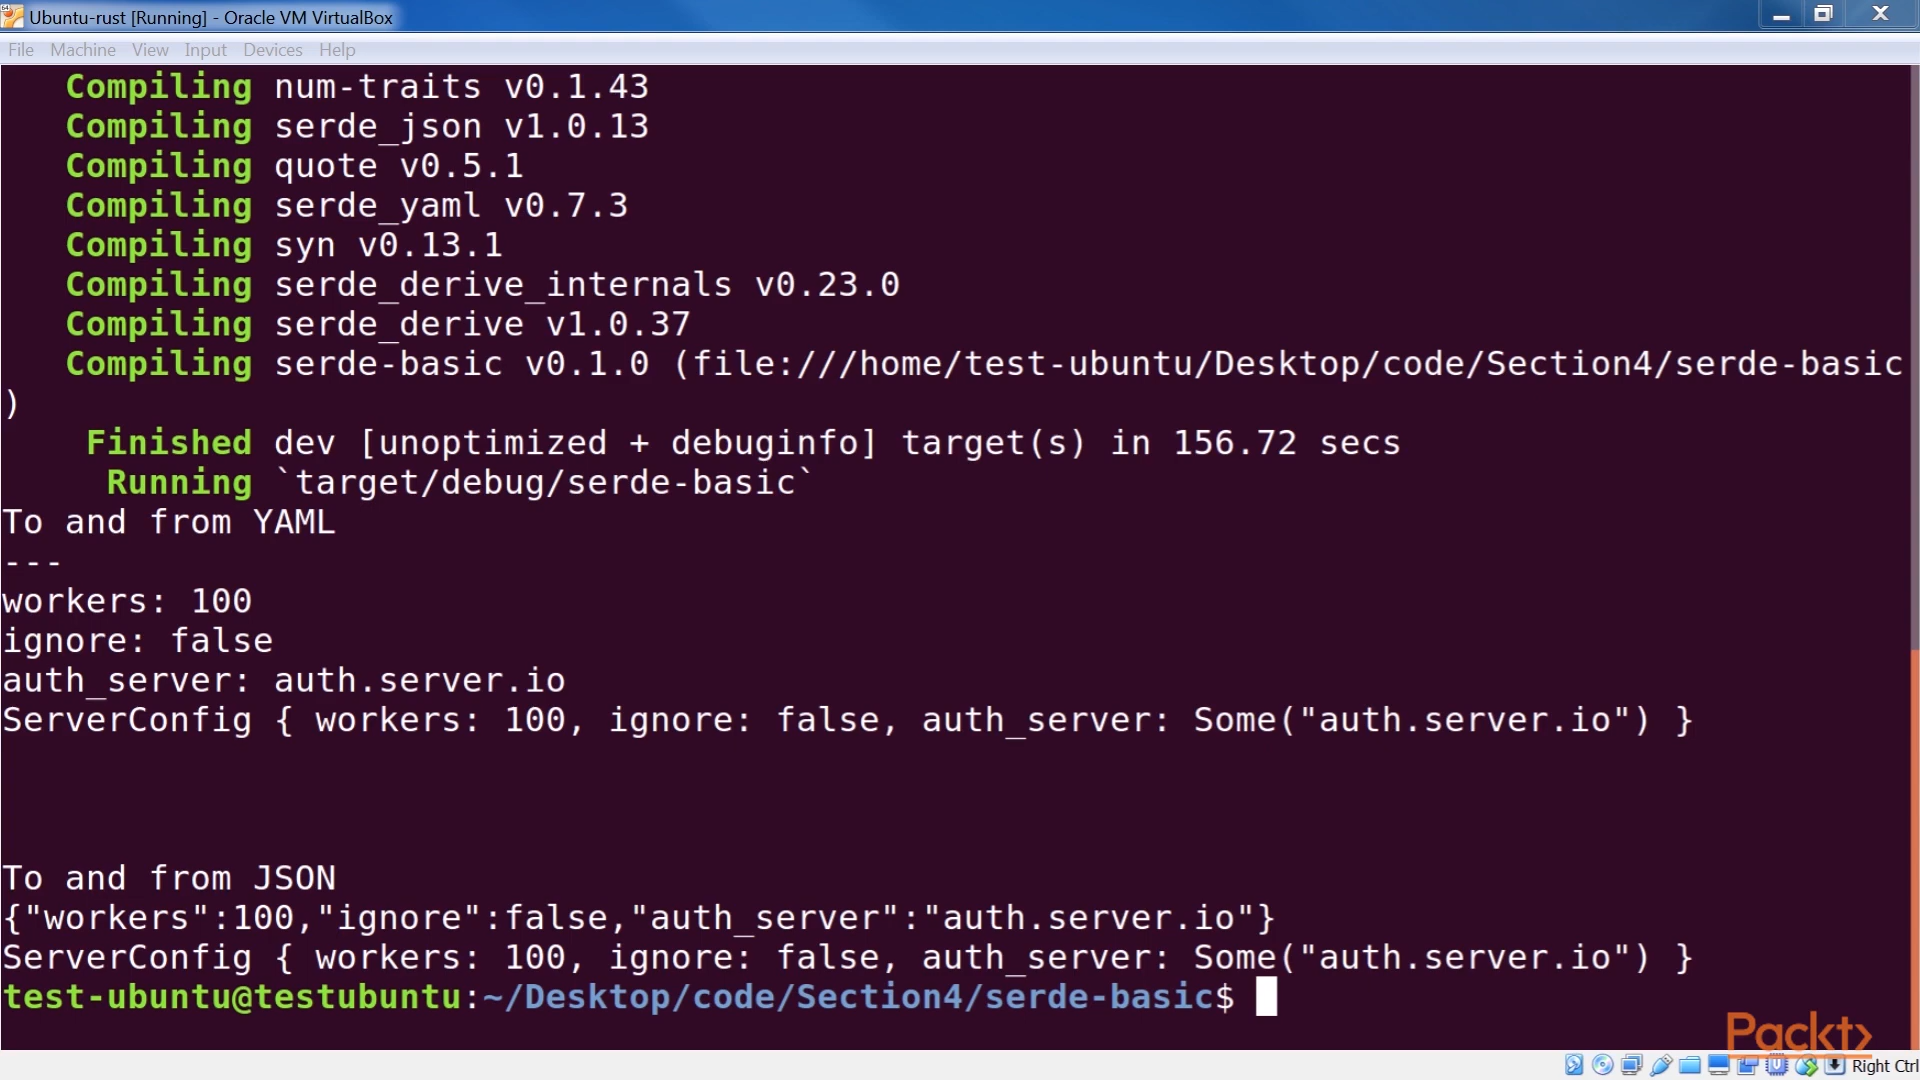 Ubuntu-rust [Running] - Oracle VM VirtualBox
File Machine View Input Devices Help
Compiling num-traits v0.1.43
Compiling serde_json v1.0.13
Compiling quote v0.5.1
Compiling serde_yaml v0.7.3
Compiling syn v0.13.1
Compiling serde_derive_internals v0.23.0
Compiling serde_derive v1.0.37
Compiling serde-basic v0.1.0 (file:///home/test-ubuntu/Desktop/code/Section4/serde-basic
)
Finished dev [unoptimized + debuginfo] target(s) in 156.72 secs
Running `target/debug/serde-basic`
To and from YAML
---
workers: 100
ignore: false
auth_server: auth.server.io
ServerConfig { workers: 100, ignore: false, auth_server: Some("auth.server.io") }
To and from JSON
{"workers":100,"ignore":false,"auth_server":"auth.server.io"}
ServerConfig { workers: 100, ignore: false, auth_server: Some("auth.server.io") }
test-ubuntu@testubuntu:~/Desktop/code/Section4/serde-basic$
Packt>
Right Ctrl